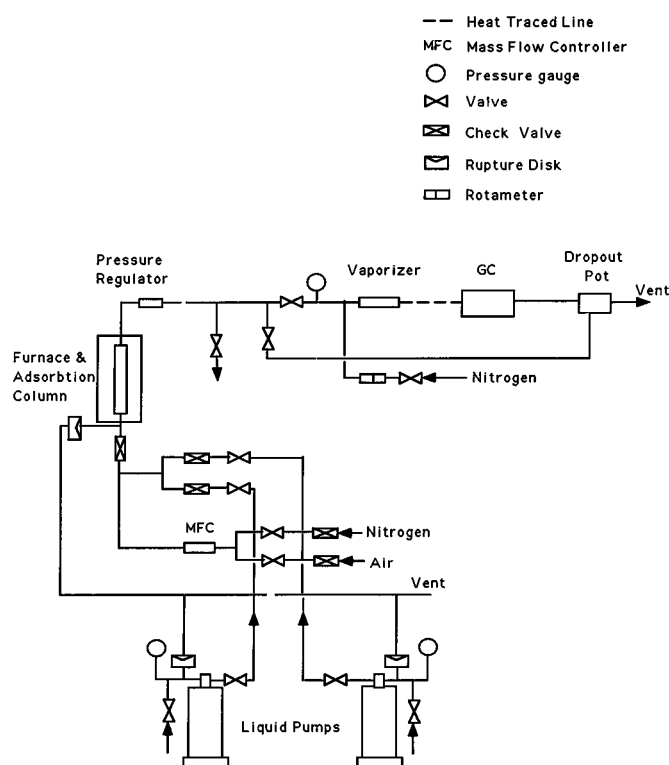 Heat Traced Line
MFC Mass Flow Controller
Pressure gauge
Valve
Check Valve
Rupture Disk
Rotameter
Pressure
Regulator
Vaporizer
GC
Dropout
Pot
Vent
Furnace &
Adsorbtion
Column
Nitrogen
MFC
Nitrogen
Air
Vent
Liquid Pumps